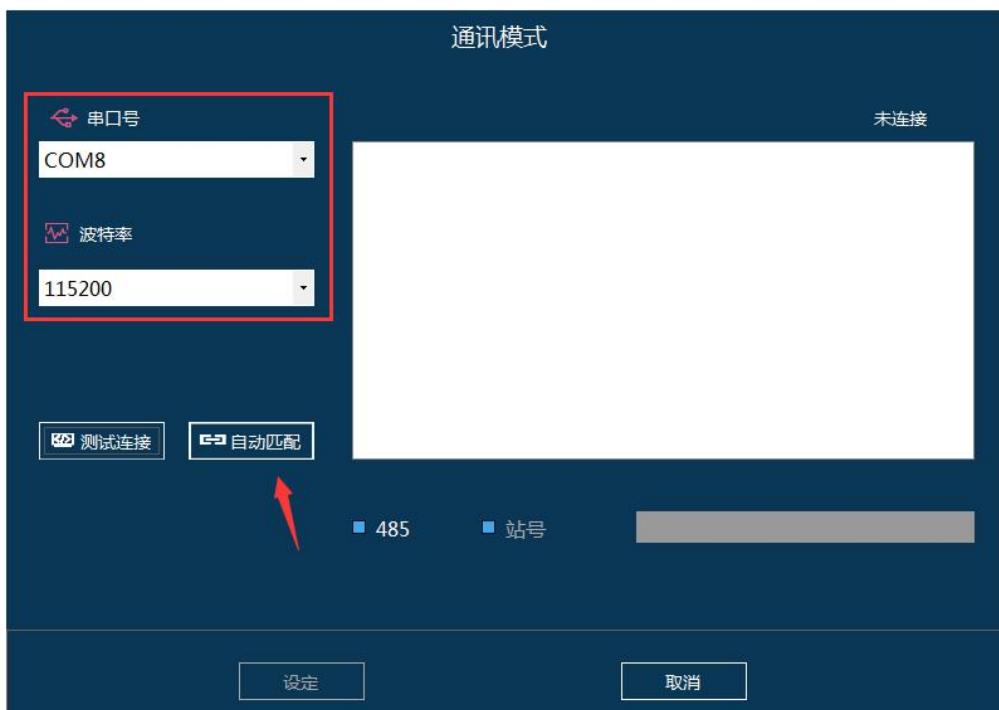 通讯模式
串口号
未连接
COM8
波特率
115200
测试连接
自动匹配
485
站号
设定
取消